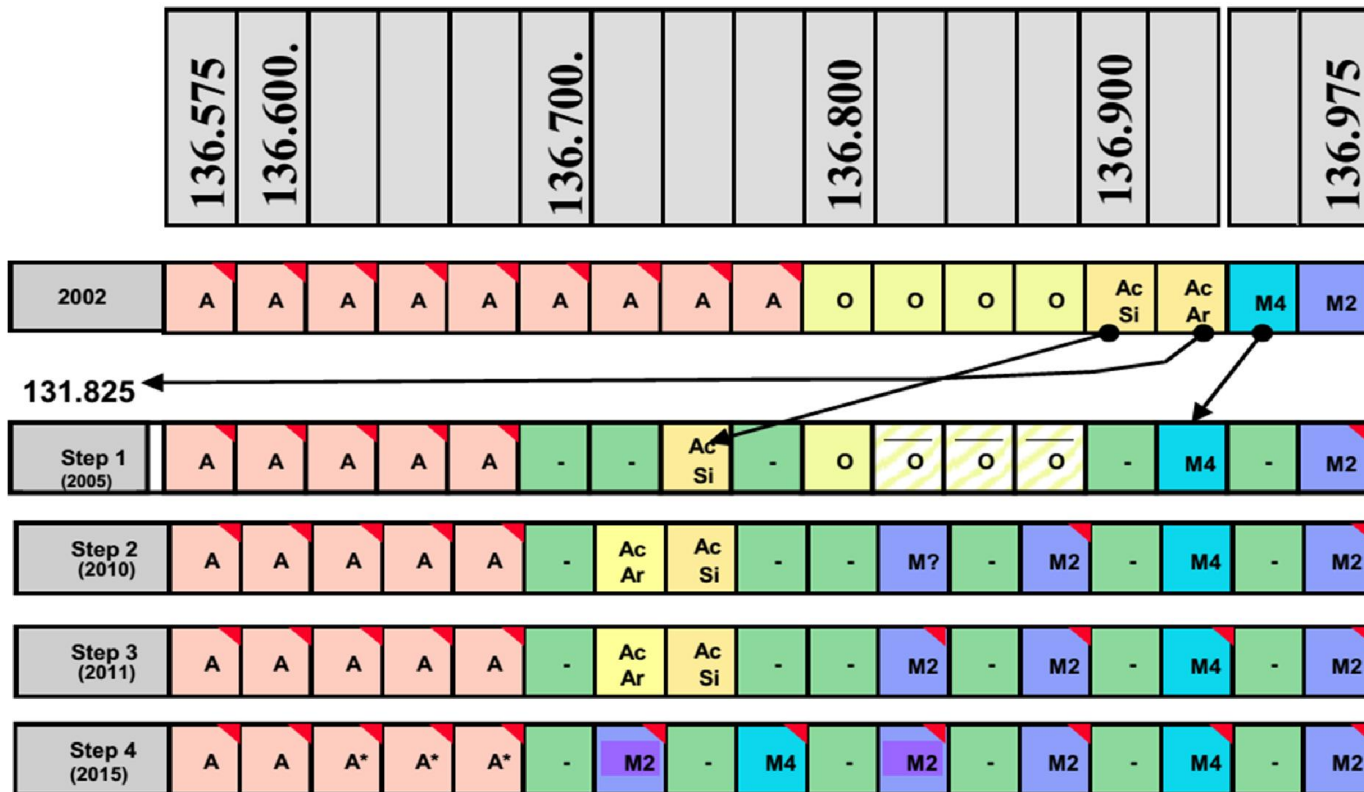 136.575 136.600. 136.700. 136.800 136.900 136.975
2002 A A A A A A A A A O O O O Ac Si Ac Ar M4 M2
131.825
Step 1 (2005) A A A A A - - Ac Si - O O O O - M4 - M2
Step 2 (2010) A A A A A - Ac Ar Ac Si - - M? - M2 - M4 - M2
Step 3 (2011) A A A A A - Ac Ar Ac Si - - M2 - M2 - M4 - M2
Step 4 (2015) A A A* A* A* - M2 - M4 - M2 - M2 - M4 - M2